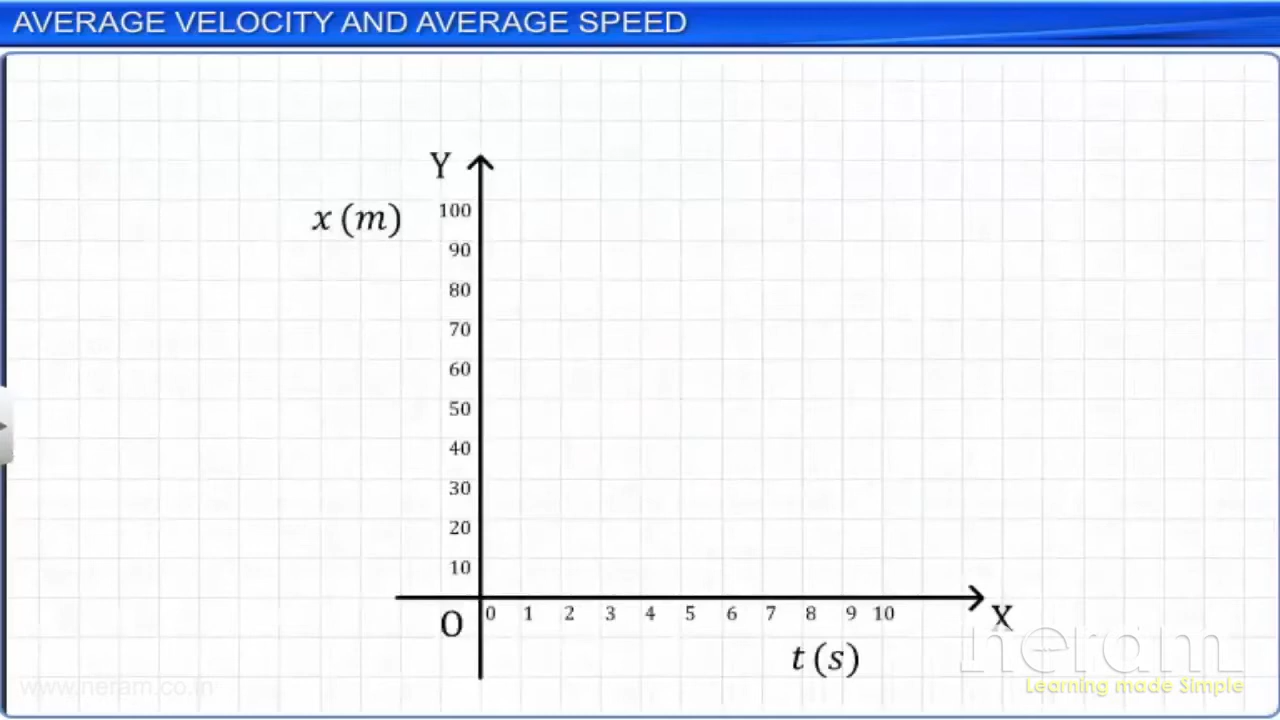 AVERAGE VELOCITY AND AVERAGE SPEED
Y
x (m)
100
90
80
70
60
50
40
30
20
10
O
0 1 2 3 4 5 6 7 8 9 10
X
t (s)
neram
Learning made Simple
www.neram.co.in